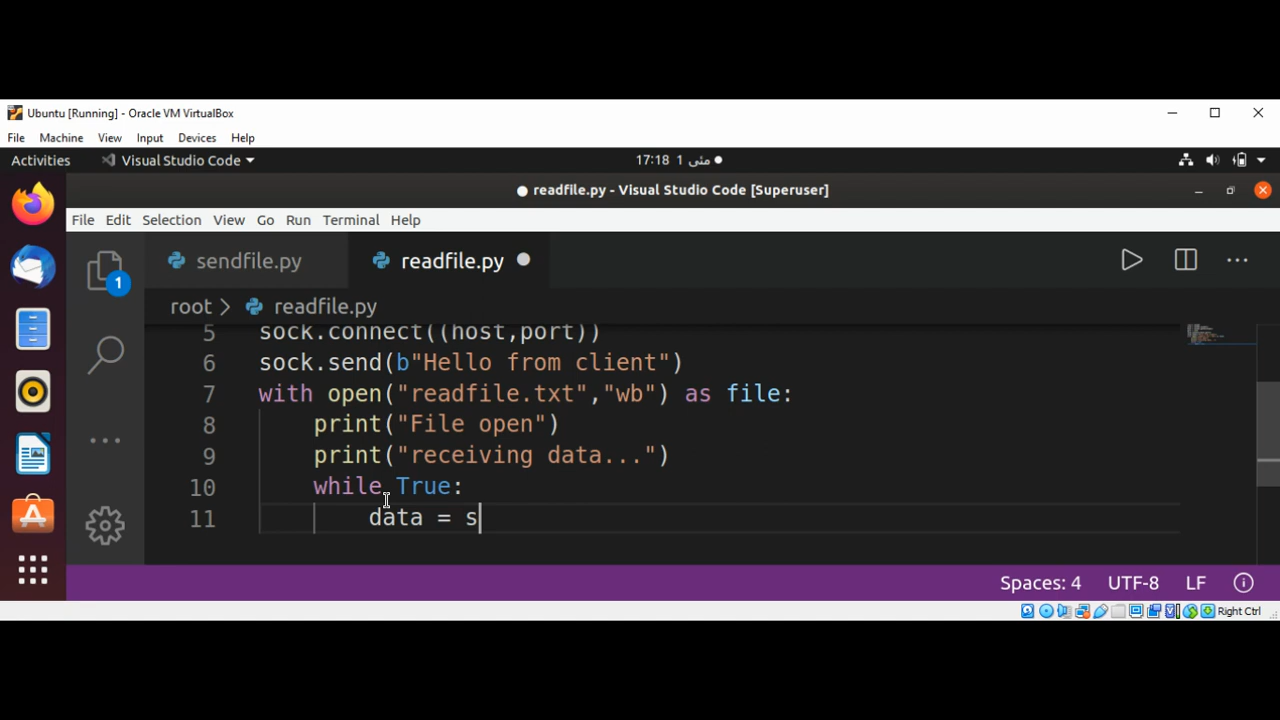 Ubuntu [Running] - Oracle VM VirtualBox
File Machine View Input Devices Help
Activities Visual Studio Code 17:18 1 مئی
readfile.py - Visual Studio Code [Superuser]
File Edit Selection View Go Run Terminal Help
1 sendfile.py readfile.py
root > readfile.py
5 sock.connect((host,port))
6 sock.send(b"Hello from client")
7 with open("readfile.txt","wb") as file:
8 print("File open")
9 print("receiving data...")
10 while True:
11 data = s
Spaces: 4 UTF-8 LF
Right Ctrl